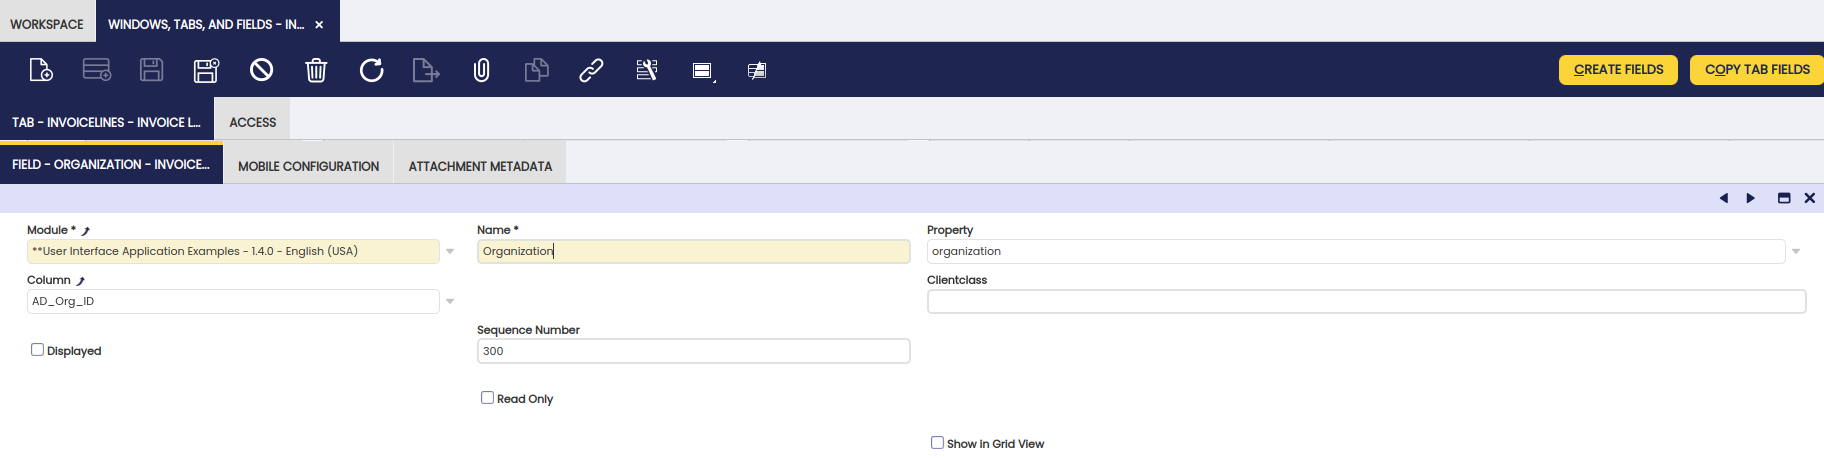 WORKSPACE
WINDOWS, TABS, AND FIELDS - IN...
CREATE FIELDS
COPY TAB FIELDS
TAB - INVOICELINES - INVOICE L...
ACCESS
FIELD - ORGANIZATION - INVOICE...
MOBILE CONFIGURATION
ATTACHMENT METADATA
Module *
Name *
Property
**User Interface Application Examples - 1.4.0 - English (USA)
Organization
organization
Column
Clientclass
AD_Org_ID
Sequence Number
Displayed
300
Read Only
Show in Grid View